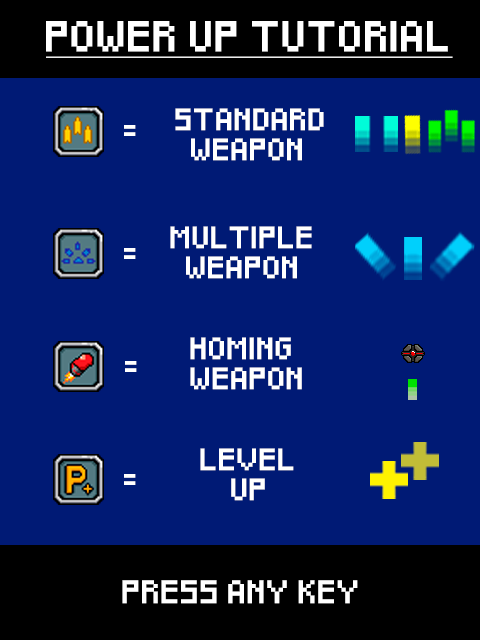 POWER UP TUTORIAL
= STANDARD
WEAPON
= MULTIPLE
WEAPON
= HOMING
WEAPON
P+ = LEVEL
UP
PRESS ANY KEY